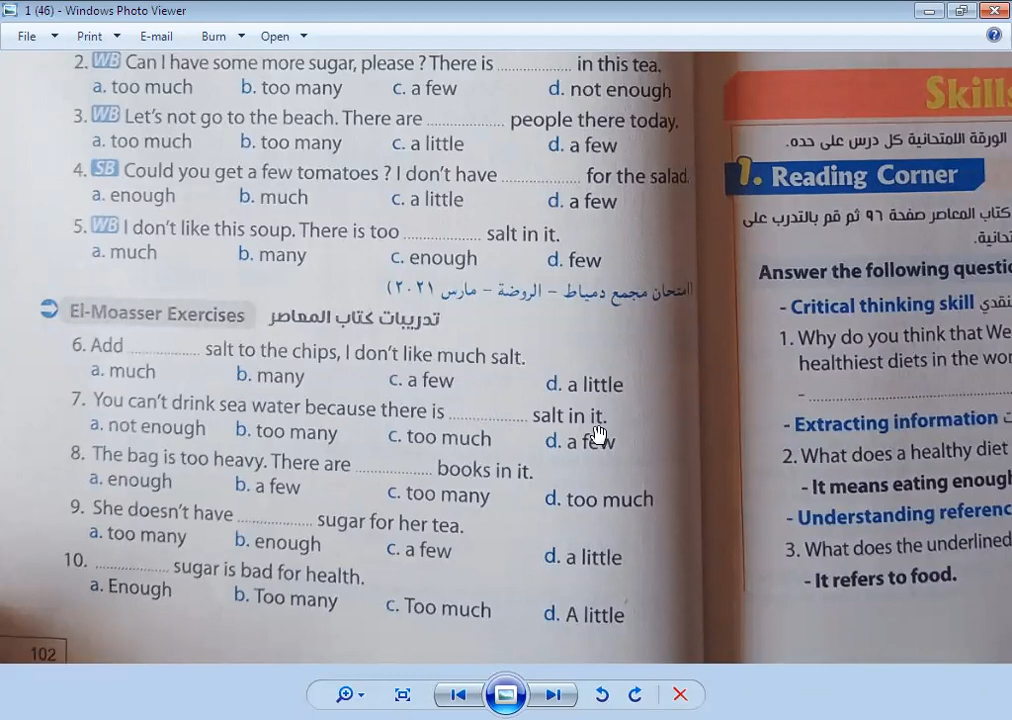 1 (46) - Windows Photo Viewer
File Print E-mail Burn Open
2. WB Can I have some more sugar, please ? There is .............. in this tea.
a. too much b. too many c. a few d. not enough
3. WB Let's not go to the beach. There are .............. people there today.
a. too much b. too many c. a little d. a few
4. SB Could you get a few tomatoes ? I don't have .............. for the salad.
a. enough b. much c. a little d. a few
5. WB I don't like this soup. There is too .............. salt in it.
a. much b. many c. enough d. few
(امتحان مجمع دمياط – الروضة – مارس ٢٠٢١)
El-Moasser Exercises تدريبات كتاب المعاصر
6. Add .............. salt to the chips, I don't like much salt.
a. much b. many c. a few d. a little
7. You can't drink sea water because there is .............. salt in it.
a. not enough b. too many c. too much d. a few
8. The bag is too heavy. There are .............. books in it.
a. enough b. a few c. too many d. too much
9. She doesn't have .............. sugar for her tea.
a. too many b. enough c. a few d. a little
10. .............. sugar is bad for health.
a. Enough b. Too many c. Too much d. A little
102
Skills
الورقة الامتحانية كل درس على حده.
1. Reading Corner
كتاب المعاصر صفحة ٩٦ ثم قم بالتدرب على
Answer the following questi
- Critical thinking skill
1. Why do you think that We
healthiest diets in the wor
- ..............
- Extracting information
2. What does a healthy diet
- It means eating enough
- Understanding referenc
3. What does the underlined
- It refers to food.